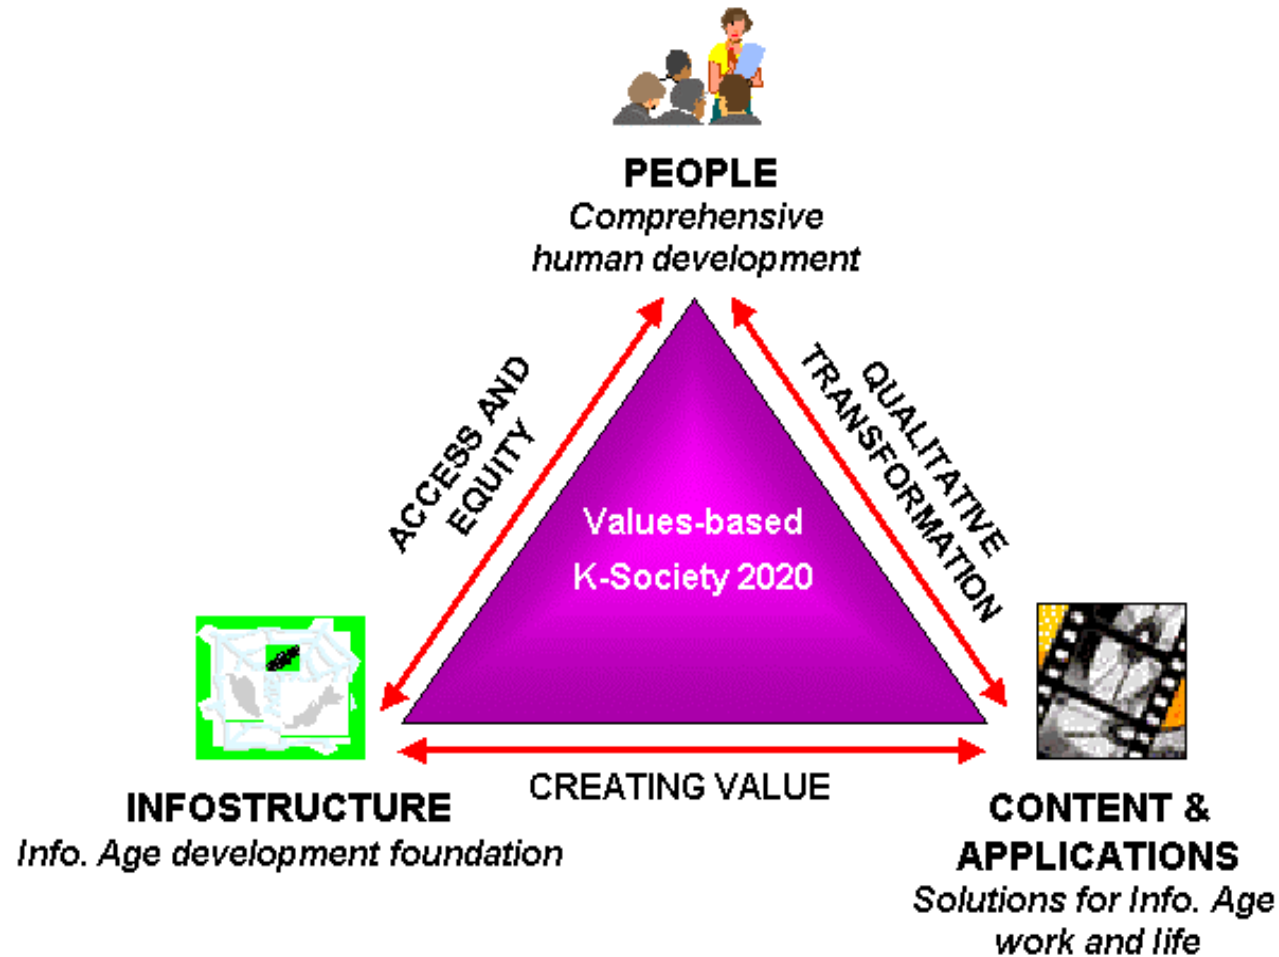 PEOPLE
Comprehensive
human development
ACCESS AND
EQUITY
QUALITATIVE
TRANSFORMATION
Values-based
K-Society 2020
CREATING VALUE
INFOSTRUCTURE
Info. Age development foundation
CONTENT &
APPLICATIONS
Solutions for Info. Age
work and life